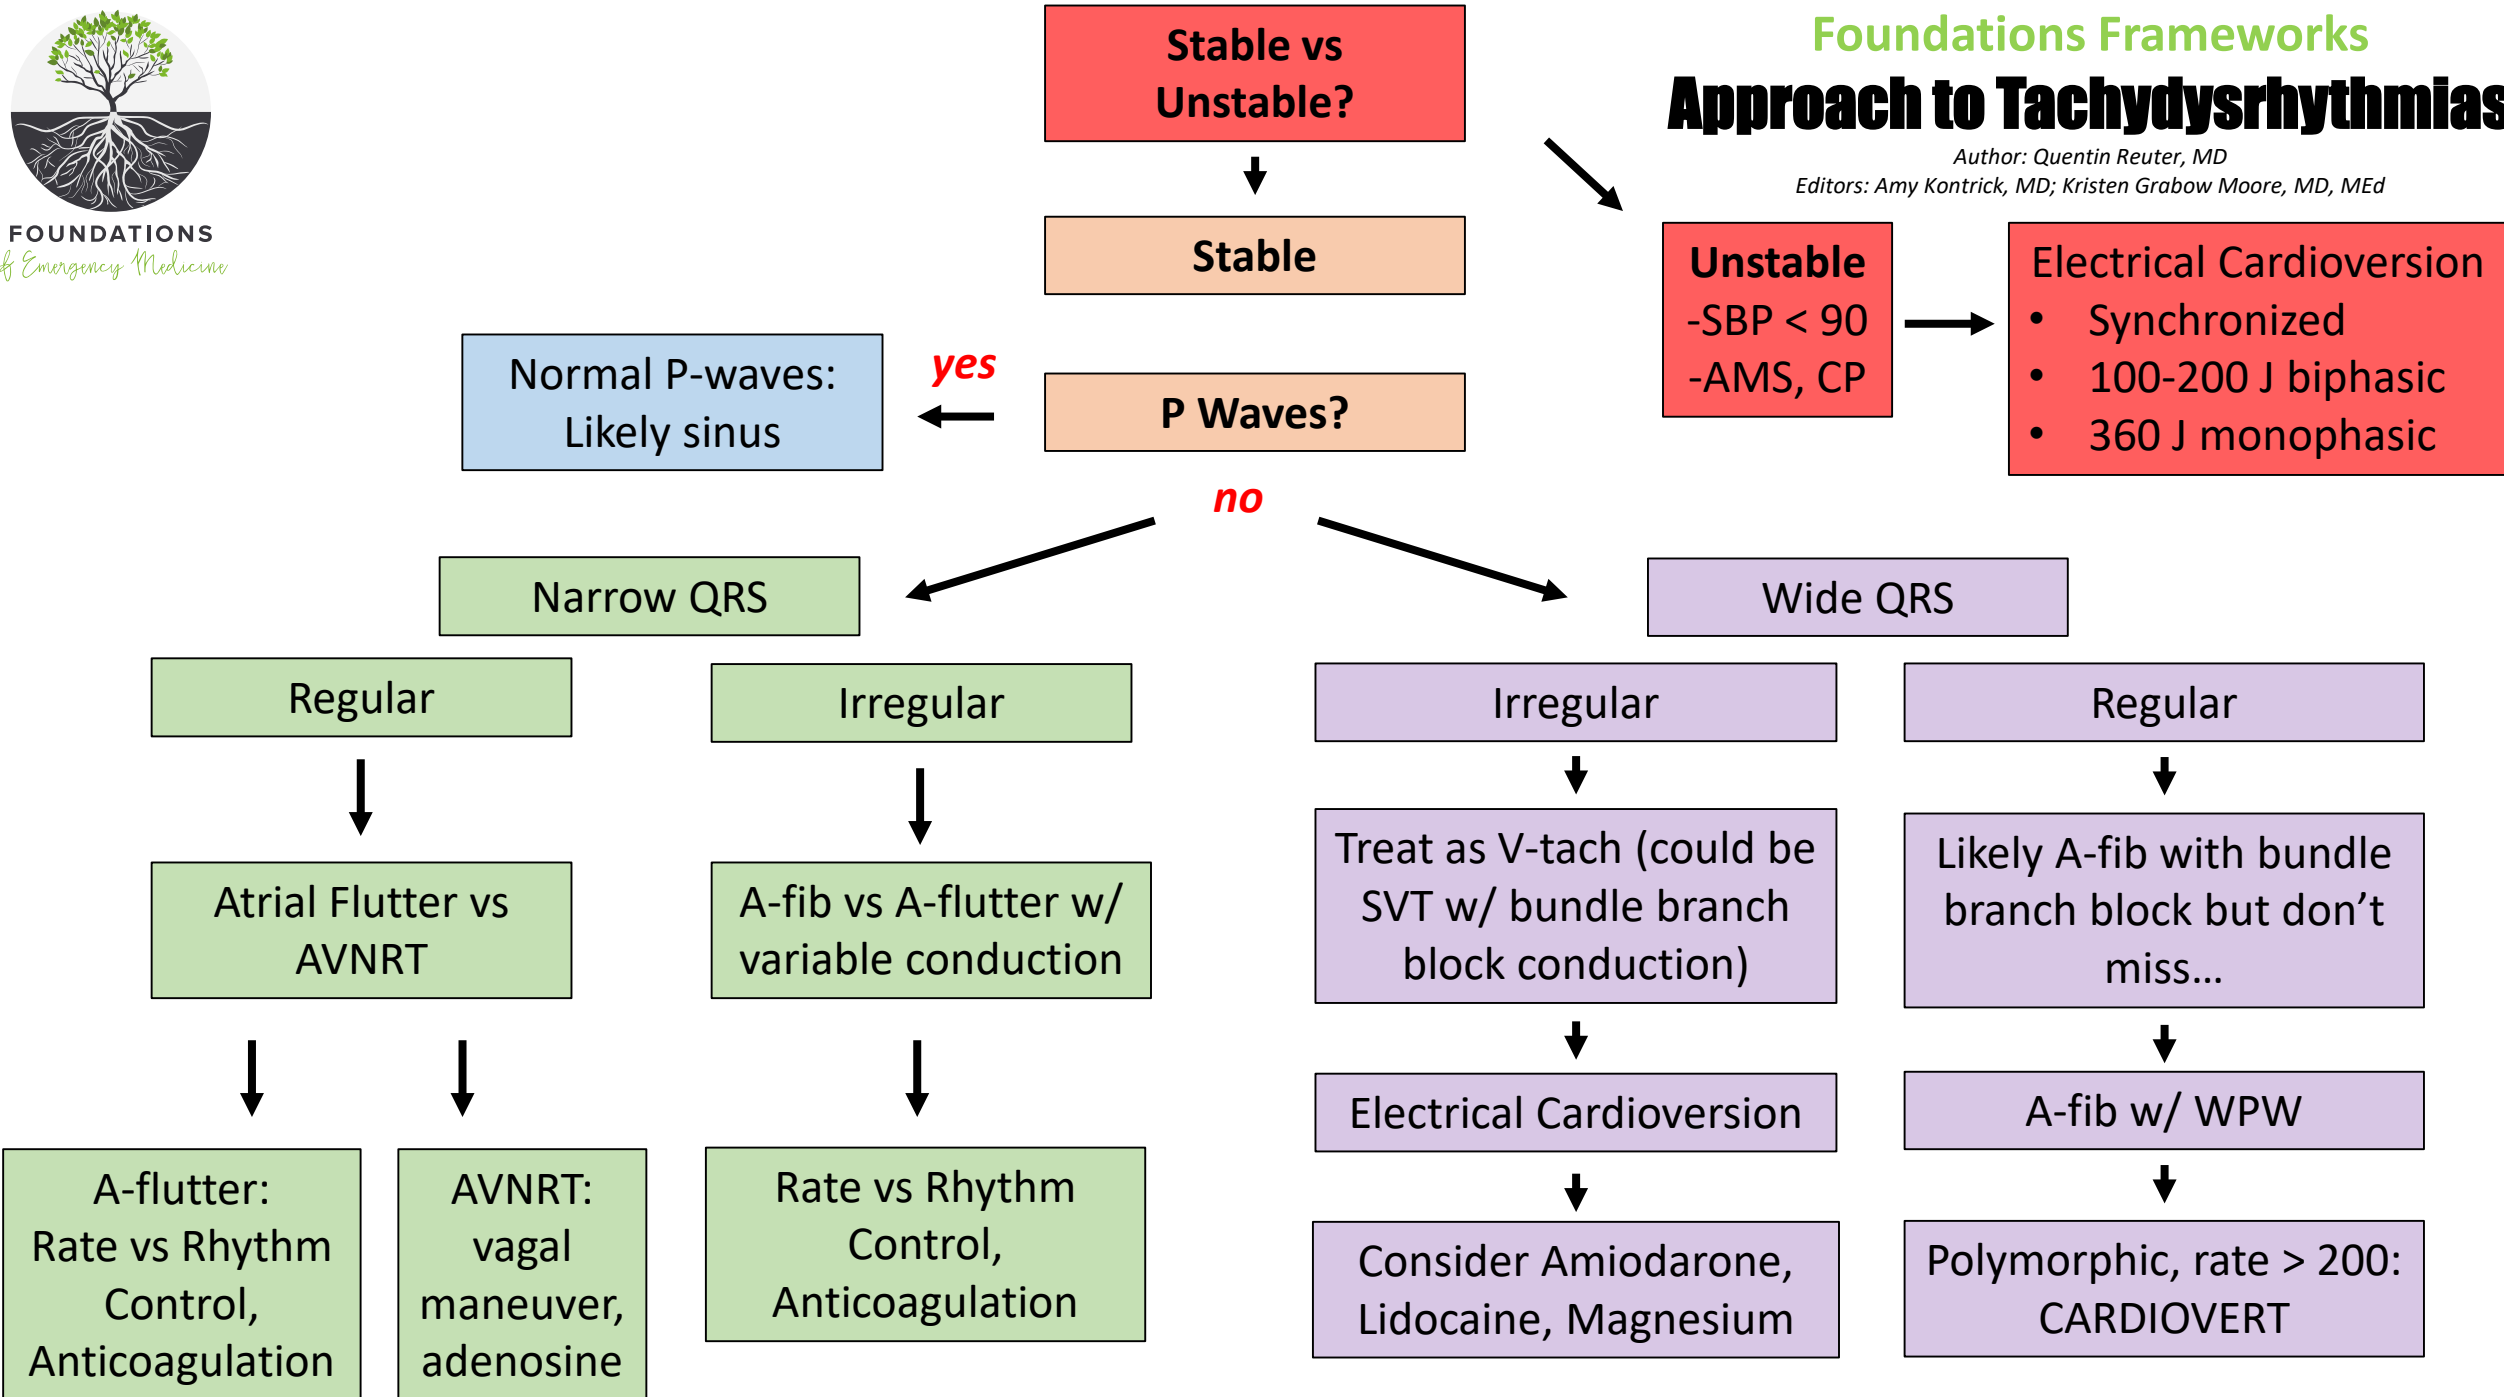 FOUNDATIONS
of Emergency Medicine
Foundations Frameworks
Approach to Tachydysrhythmias
Author: Quentin Reuter, MD
Editors: Amy Kontrick, MD; Kristen Grabow Moore, MD, MEd
Stable vs
Unstable?
Stable
Unstable
-SBP < 90
-AMS, CP
Electrical Cardioversion
• Synchronized
• 100-200 J biphasic
• 360 J monophasic
P Waves?
yes
Normal P-waves:
Likely sinus
no
Narrow QRS
Wide QRS
Regular
Irregular
Irregular
Regular
Atrial Flutter vs
AVNRT
A-fib vs A-flutter w/
variable conduction
Treat as V-tach (could be
SVT w/ bundle branch
block conduction)
Likely A-fib with bundle
branch block but don’t
miss…
Electrical Cardioversion
A-fib w/ WPW
A-flutter:
Rate vs Rhythm
Control,
Anticoagulation
AVNRT:
vagal
maneuver,
adenosine
Rate vs Rhythm
Control,
Anticoagulation
Consider Amiodarone,
Lidocaine, Magnesium
Polymorphic, rate > 200:
CARDIOVERT